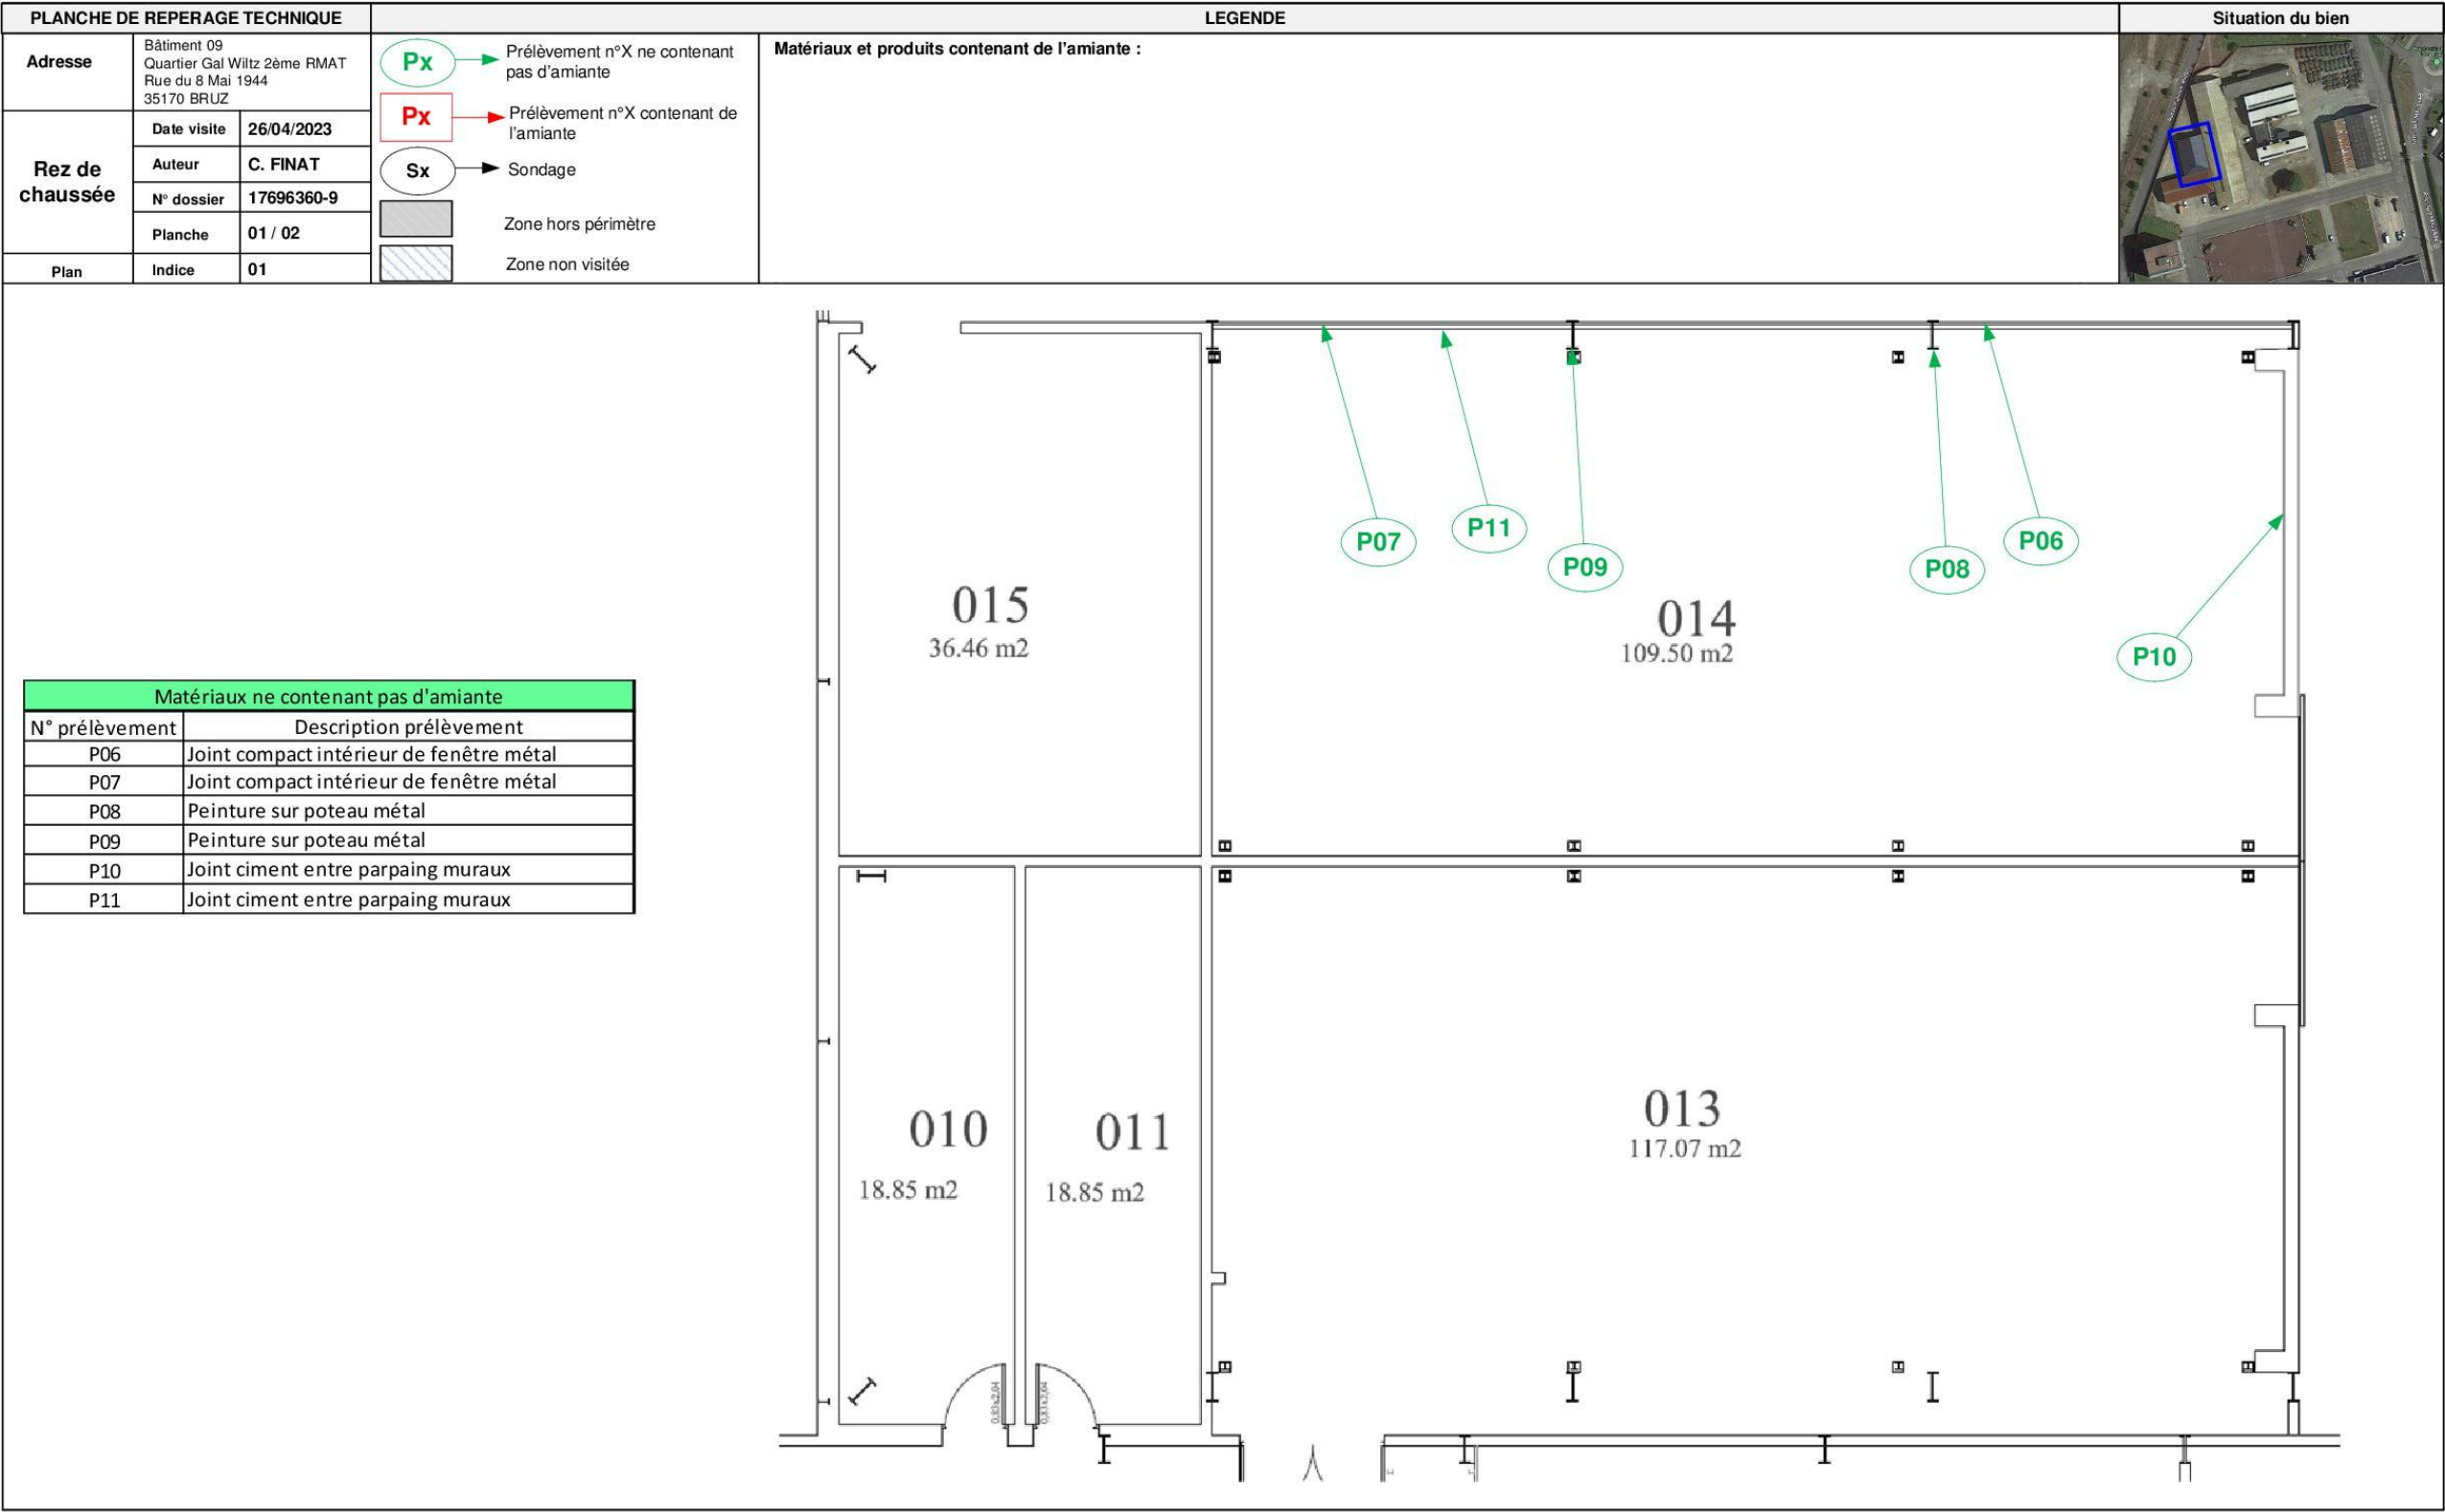 PLANCHE DE REPERAGE TECHNIQUE
LEGENDE
Situation du bien
Adresse
Bâtiment 09
Quartier Gal Wiltz 2ème RMAT
Rue du 8 Mai 1944
35170 BRUZ
Rez de
chaussée
Date visite 26/04/2023
Auteur C. FINAT
N° dossier 17696360-9
Planche 01 / 02
Plan Indice 01
Px Prélèvement n°X ne contenant
pas d'amiante
Px Prélèvement n°X contenant de
l'amiante
Sx Sondage
Zone hors périmètre
Zone non visitée
Matériaux et produits contenant de l'amiante :
P07
P11
P09
P08
P06
P10
015
36.46 m2
014
109.50 m2
Matériaux ne contenant pas d'amiante
N° prélèvement Description prélèvement
P06 Joint compact intérieur de fenêtre métal
P07 Joint compact intérieur de fenêtre métal
P08 Peinture sur poteau métal
P09 Peinture sur poteau métal
P10 Joint ciment entre parpaing muraux
P11 Joint ciment entre parpaing muraux
010
18.85 m2
011
18.85 m2
013
117.07 m2
0.83x2.04
0.83x2.04